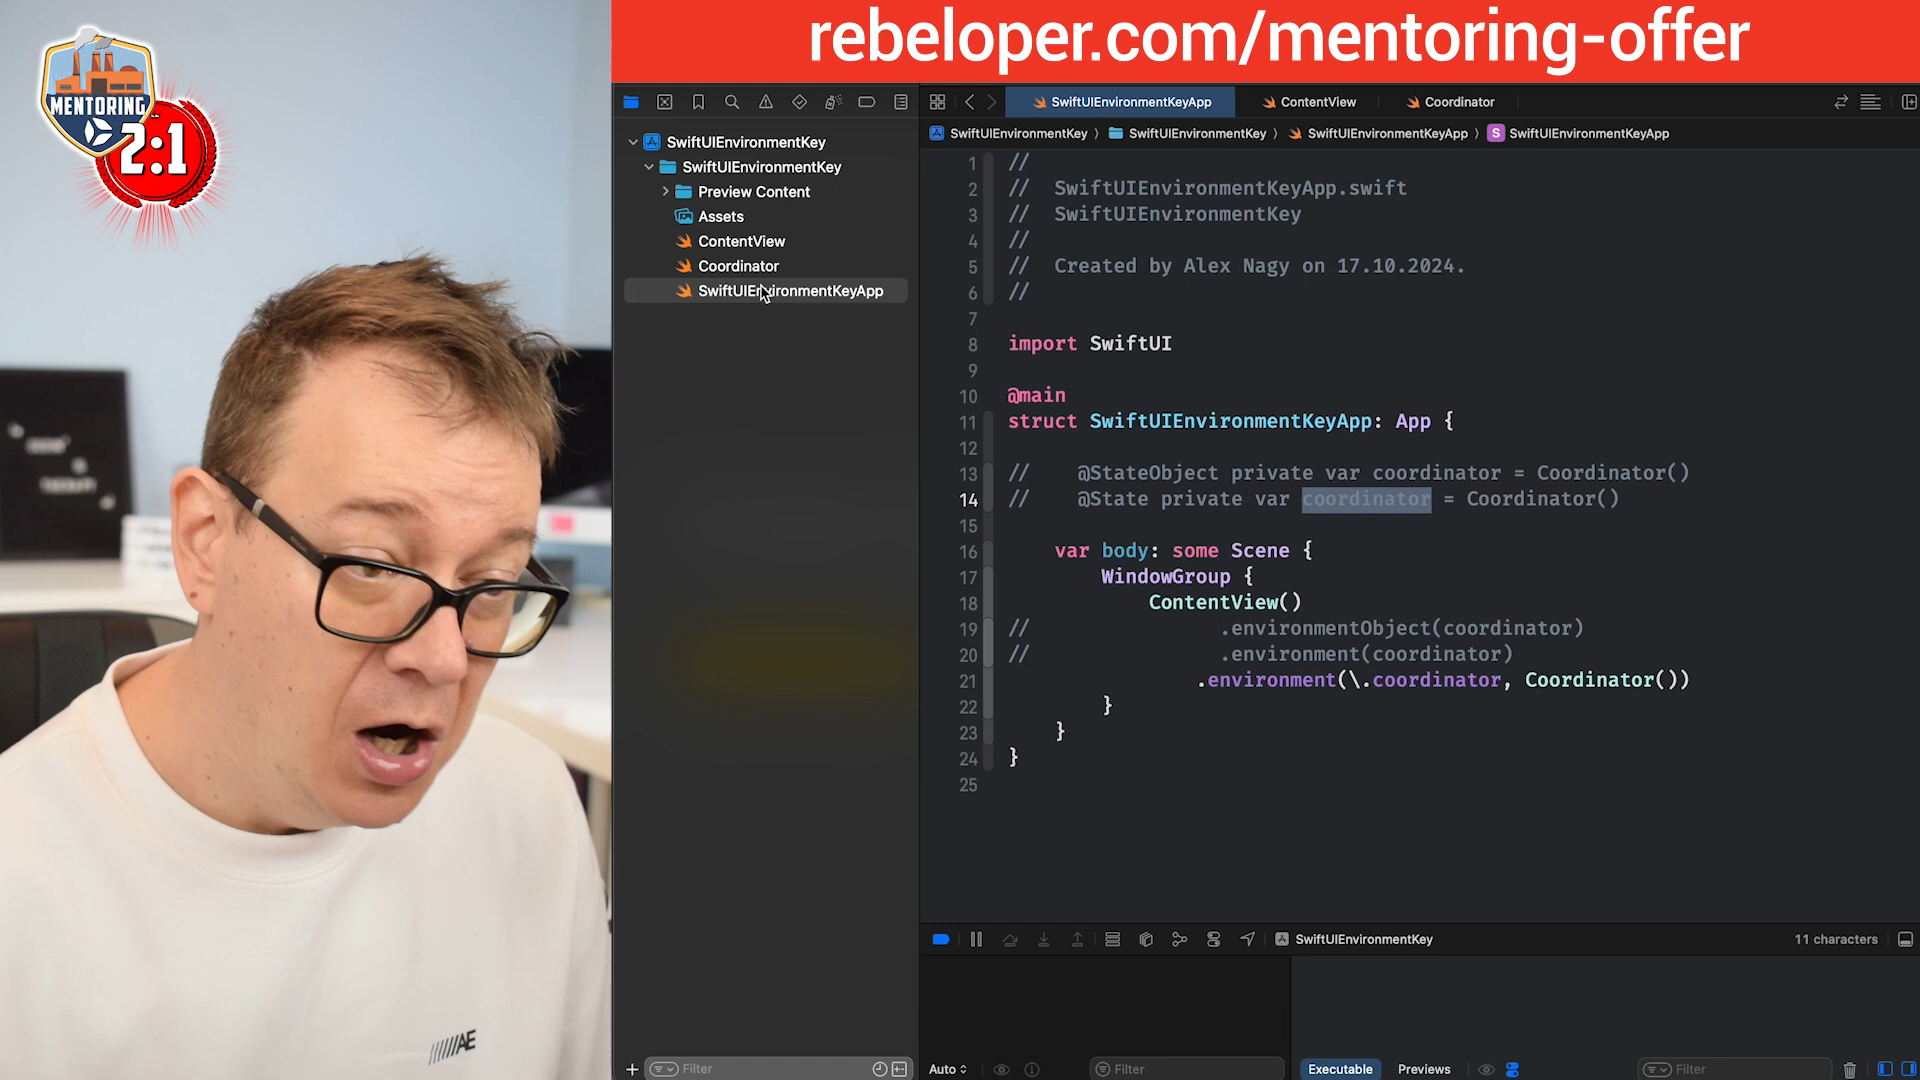 rebeloper.com/mentoring-offer
MENTORING
2:1
SwiftUIEnvironmentKey
SwiftUIEnvironmentKey
Preview Content
Assets
ContentView
Coordinator
SwiftUIEnvironmentKeyApp
SwiftUIEnvironmentKeyApp ContentView Coordinator
SwiftUIEnvironmentKey SwiftUIEnvironmentKey SwiftUIEnvironmentKeyApp S SwiftUIEnvironmentKeyApp
1 //
2 // SwiftUIEnvironmentKeyApp.swift
3 // SwiftUIEnvironmentKey
4 //
5 // Created by Alex Nagy on 17.10.2024.
6 //
7
8 import SwiftUI
9
10 @main
11 struct SwiftUIEnvironmentKeyApp: App {
12
13 // @StateObject private var coordinator = Coordinator()
14 // @State private var coordinator = Coordinator()
15
16 var body: some Scene {
17 WindowGroup {
18 ContentView()
19 // .environmentObject(coordinator)
20 // .environment(coordinator)
21 .environment(\.coordinator, Coordinator())
22 }
23 }
24 }
25
SwiftUIEnvironmentKey 11 characters
Filter
Auto Filter
Executable Previews Filter
AE